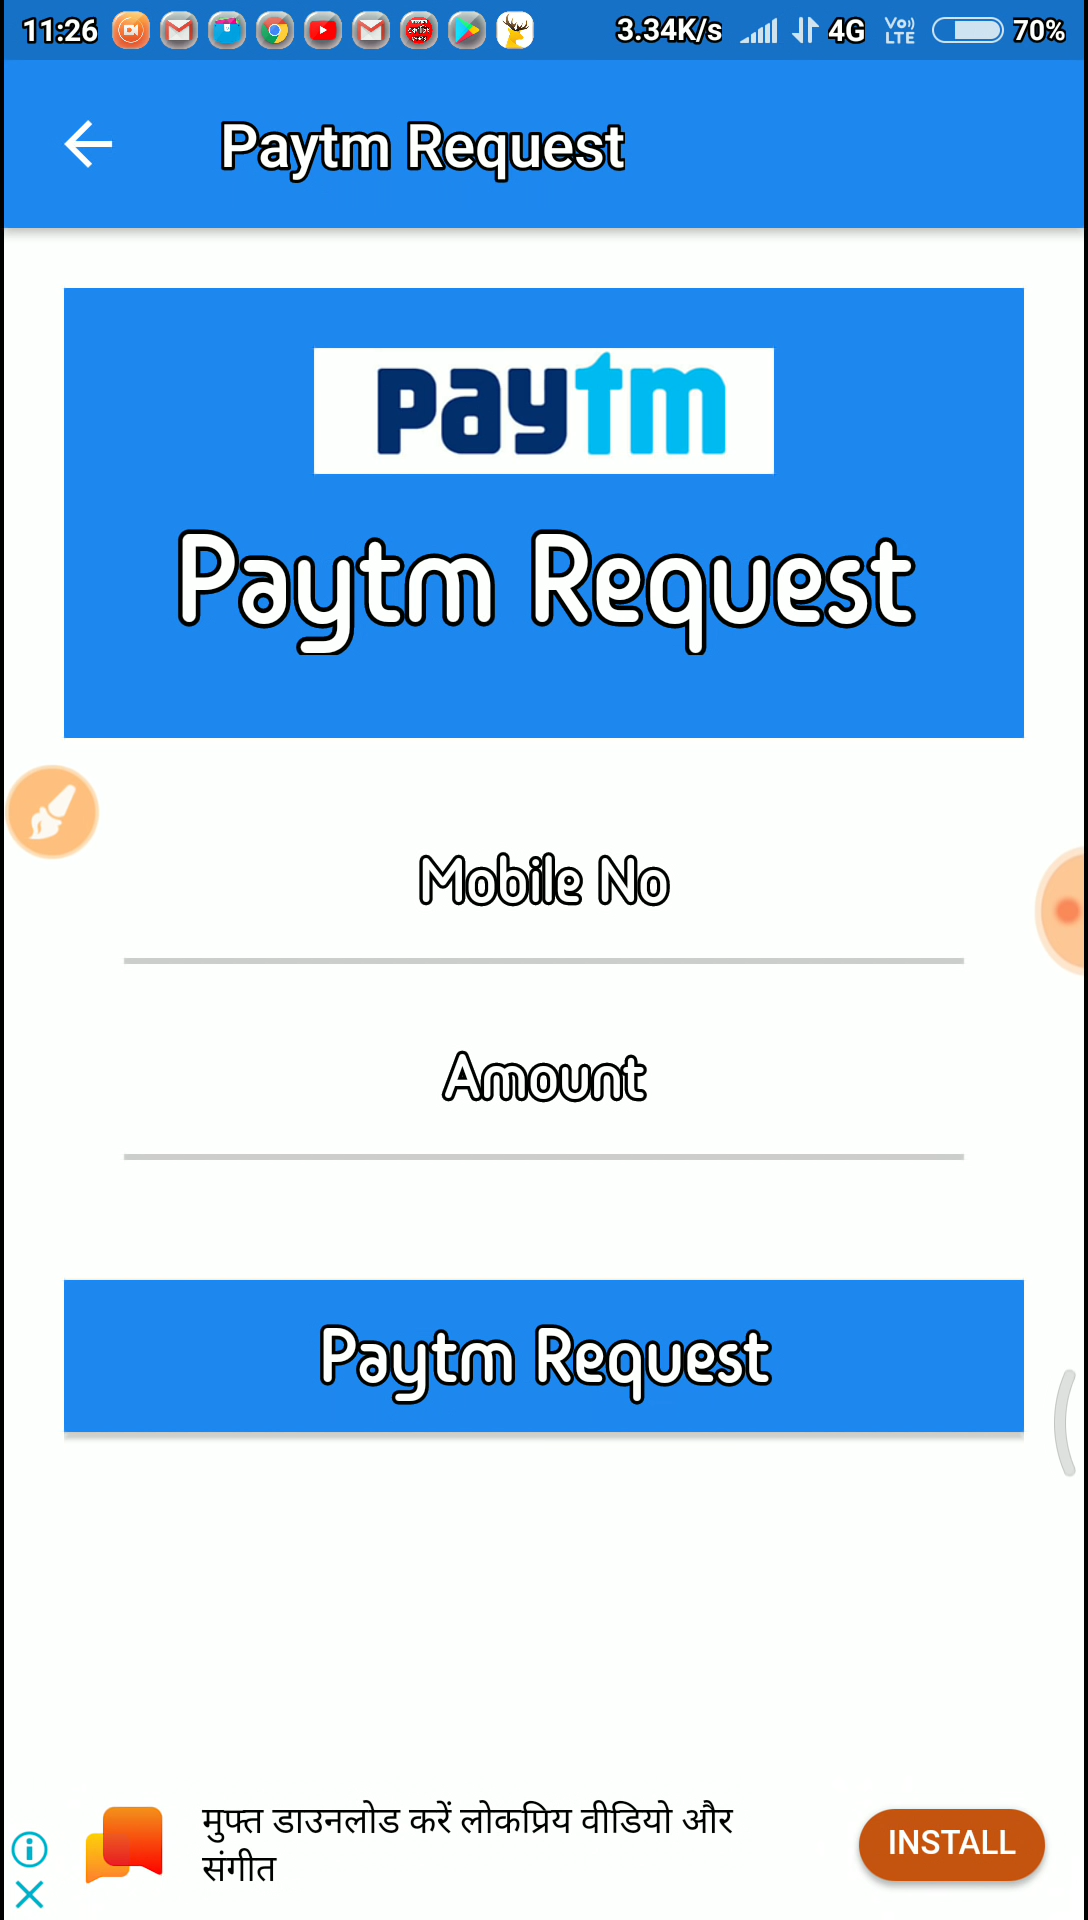 11:26 3.34K/s 4G VoLTE 70%
Paytm Request
paytm
Paytm Request
Mobile No
Amount
Paytm Request
मुफ्त डाउनलोड करें लोकप्रिय वीडियो और
संगीत
INSTALL